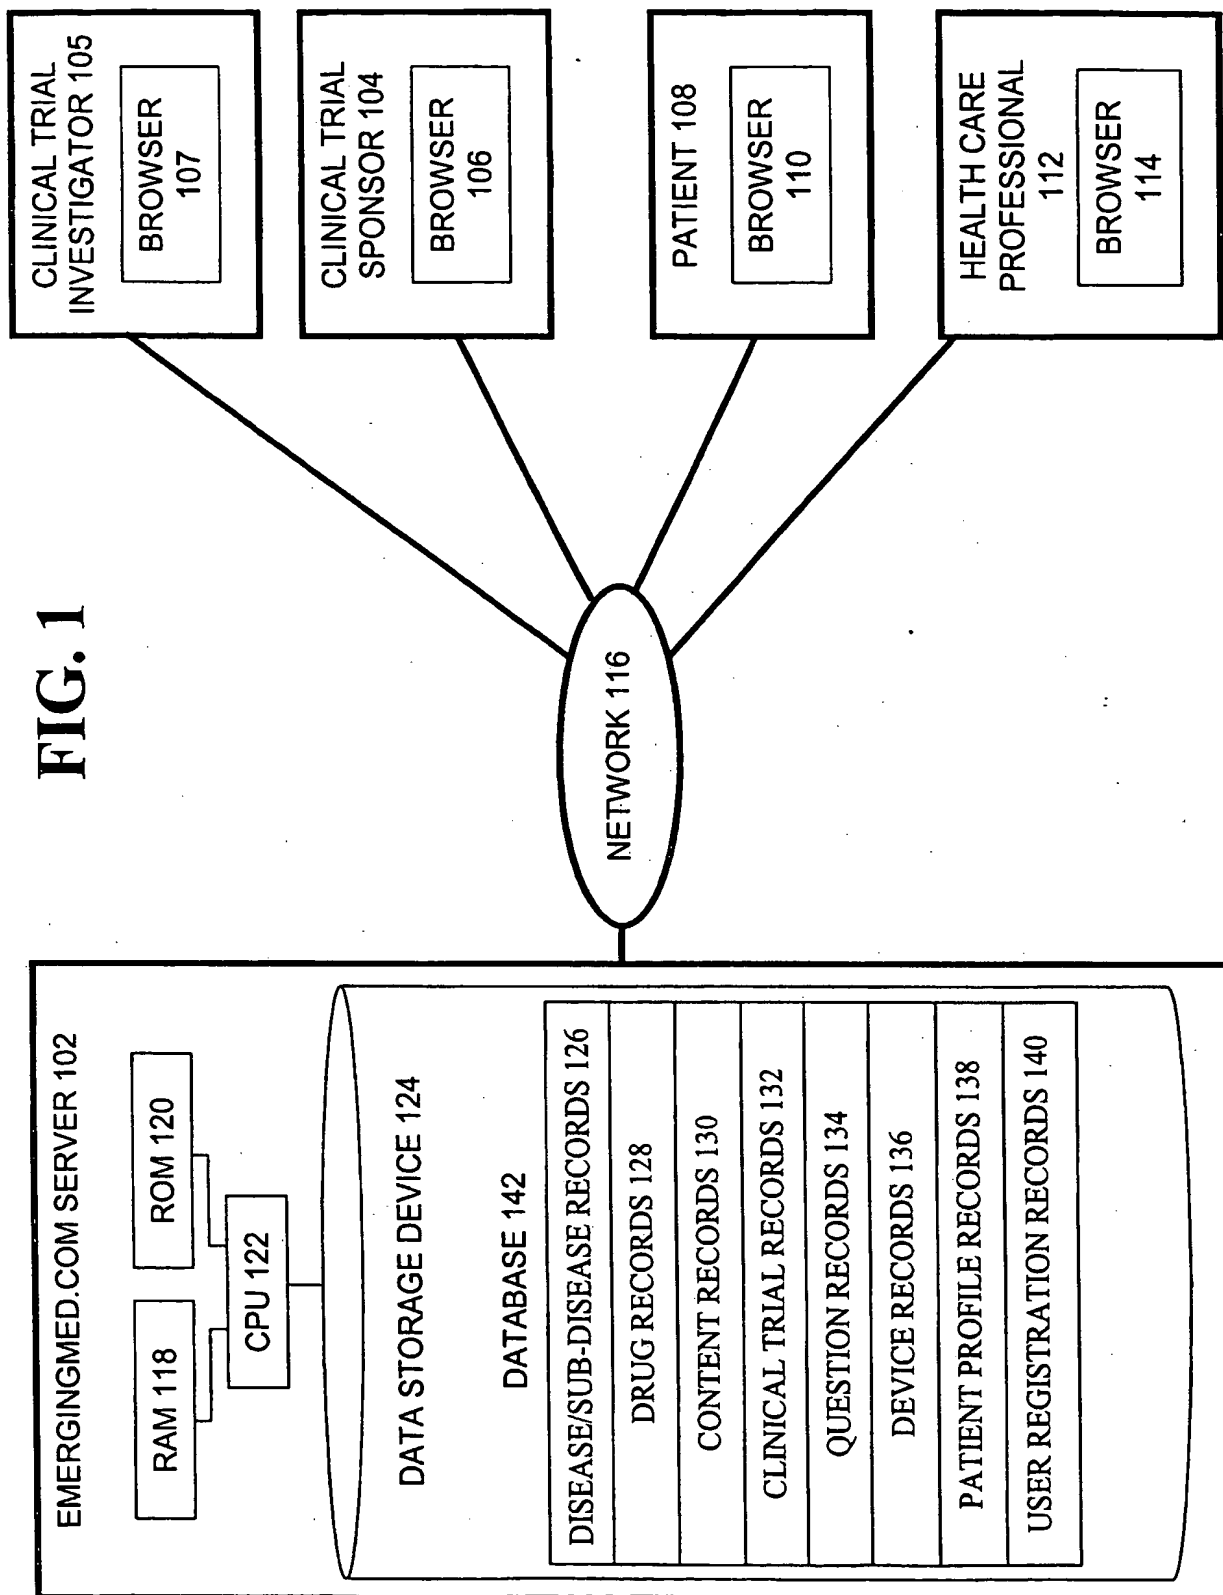 FIG. 1
EMERGINGMED.COM SERVER 102
RAM 118
ROM 120
CPU 122
DATA STORAGE DEVICE 124
DATABASE 142
DISEASE/SUB-DISEASE RECORDS 126
DRUG RECORDS 128
CONTENT RECORDS 130
CLINICAL TRIAL RECORDS 132
QUESTION RECORDS 134
DEVICE RECORDS 136
PATIENT PROFILE RECORDS 138
USER REGISTRATION RECORDS 140
NETWORK 116
CLINICAL TRIAL
INVESTIGATOR 105
BROWSER
107
CLINICAL TRIAL
SPONSOR 104
BROWSER
106
PATIENT 108
BROWSER
110
HEALTH CARE
PROFESSIONAL
112
BROWSER
114